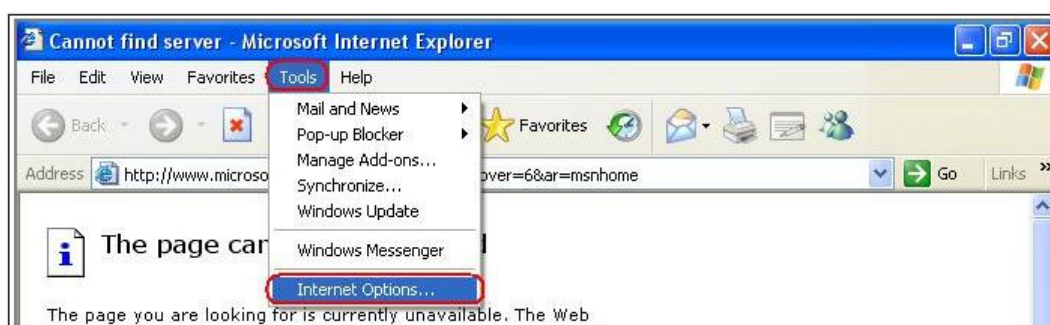 Cannot find server - Microsoft Internet Explorer
File Edit View Favorites Tools Help
Mail and News
Pop-up Blocker
Manage Add-ons...
Synchronize...
Windows Update
Windows Messenger
Internet Options...
Back Favorites
Address http://www.microso pver=6&ar=msnhome Go Links »
The page can
The page you are looking for is currently unavailable. The Web